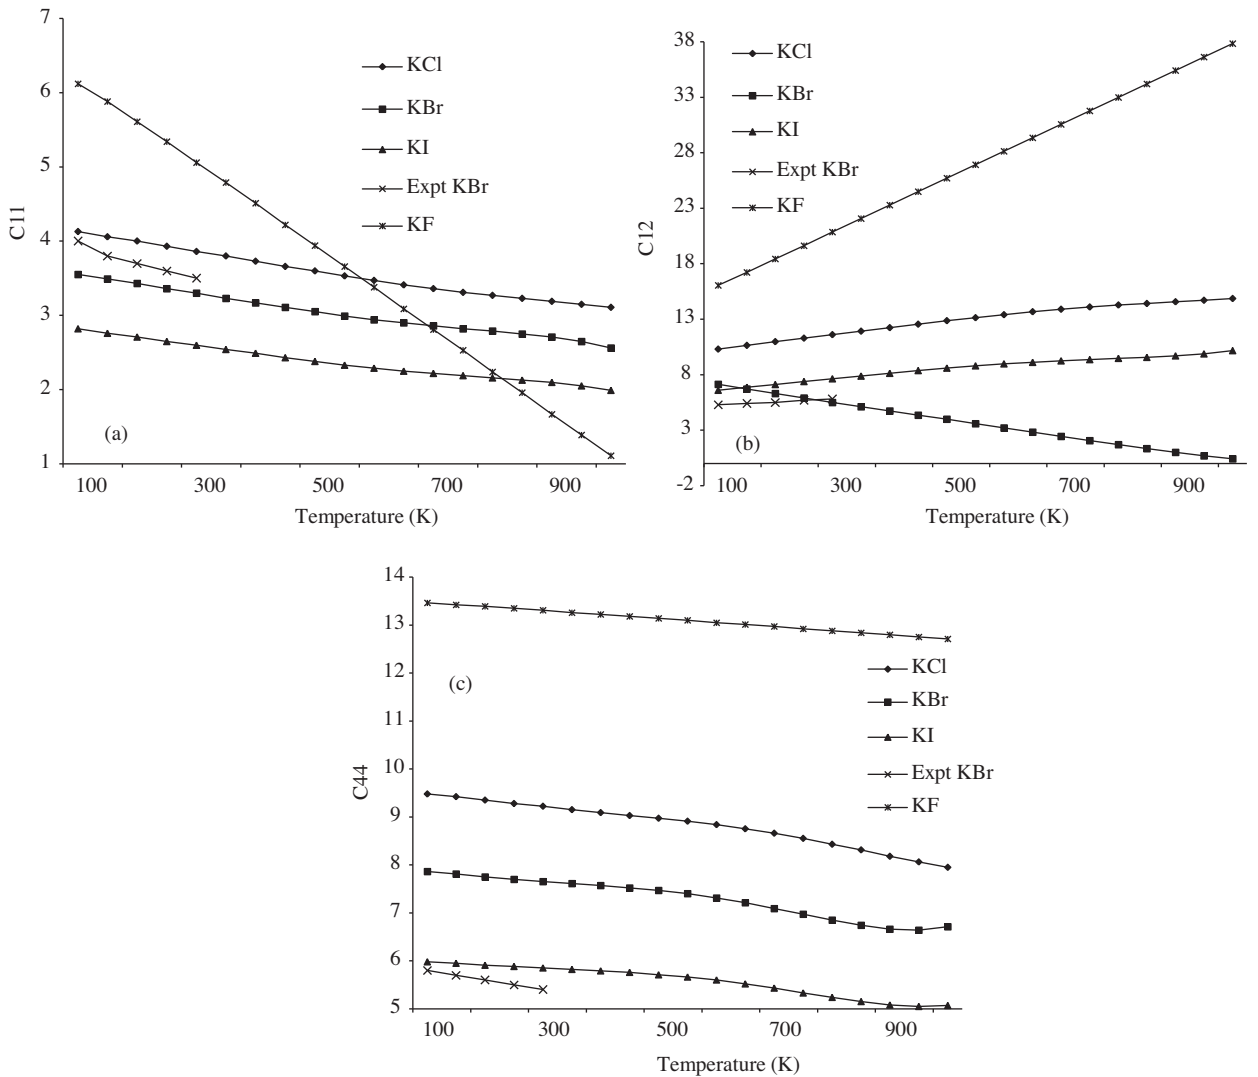 7
6
5
4
3
2
1
C11
KCl
KBr
KI
Expt KBr
KF
(a)
100 300 500 700 900
Temperature (K)
38
33
28
23
18
13
8
3
-2
C12
KCl
KBr
KI
Expt KBr
KF
(b)
100 300 500 700 900
Temperature (K)
14
13
12
11
10
9
8
7
6
5
C44
(c)
KCl
KBr
KI
Expt KBr
KF
100 300 500 700 900
Temperature (K)